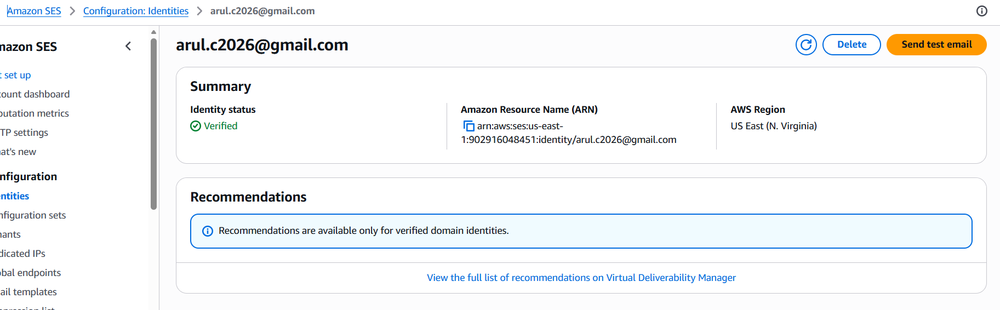 Amazon SES > Configuration: Identities > arul.c2026@gmail.com
mazon SES
t set up
count dashboard
putation metrics
TP settings
hat's new
nfiguration
entities
nfiguration sets
nants
dicated IPs
obal endpoints
ail templates
arul.c2026@gmail.com
Delete
Send test email
Summary
Identity status
Verified
Amazon Resource Name (ARN)
arn:aws:ses:us-east-
1:902916048451:identity/arul.c2026@gmail.com
AWS Region
US East (N. Virginia)
Recommendations
Recommendations are available only for verified domain identities.
View the full list of recommendations on Virtual Deliverability Manager